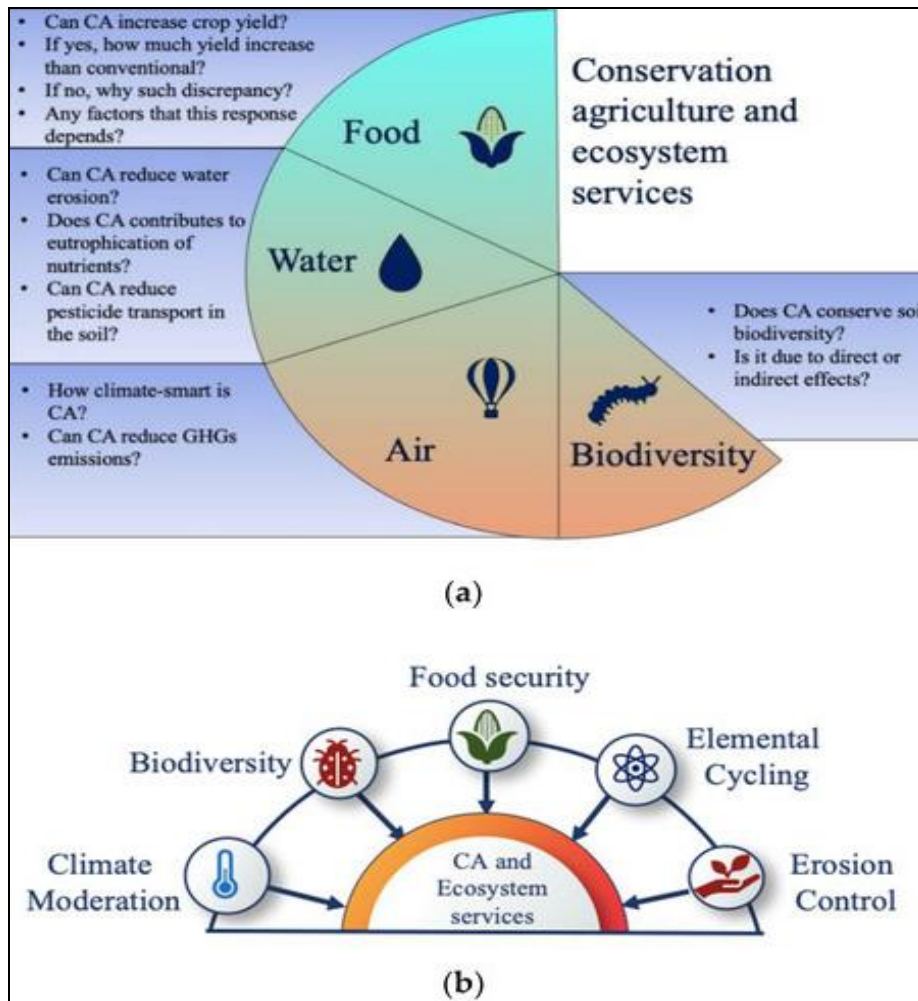 • Can CA increase crop yield?
• If yes, how much yield increase
than conventional?
• If no, why such discrepancy?
• Any factors that this response
depends?
Food
Conservation
agriculture and
ecosystem
services
• Can CA reduce water
erosion?
• Does CA contributes to
eutrophication of
nutrients?
• Can CA reduce
pesticide transport in
the soil?
Water
• Does CA conserve soi
biodiversity?
• Is it due to direct or
indirect effects?
• How climate-smart is
CA?
• Can CA reduce GHGs
emissions?
Air
Biodiversity
(a)
Food security
Biodiversity
Elemental
Cycling
Climate
Moderation
CA and
Ecosystem
services
Erosion
Control
(b)